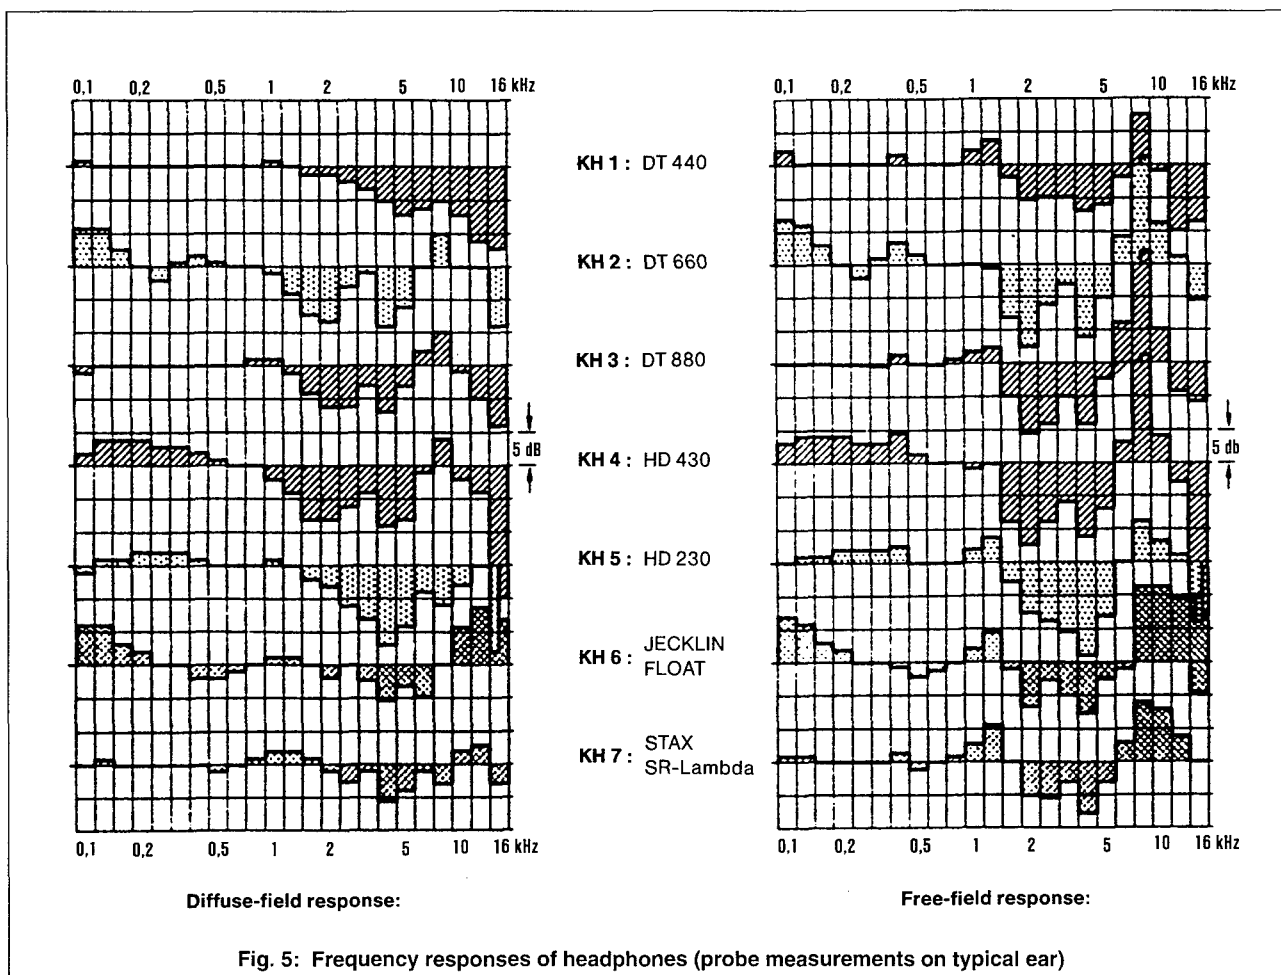 0,1 0,2 0,5 1 2 5 10 16 kHz
0,1 0,2 0,5 1 2 5 10 16 kHz
KH 1 : DT 440
KH 2 : DT 660
KH 3 : DT 880
5 dB
5 db
KH 4 : HD 430
KH 5 : HD 230
KH 6 : JECKLIN
FLOAT
KH 7 : STAX
SR-Lambda
0,1 0,2 0,5 1 2 5 10 16 kHz
0,1 0,2 0,5 1 2 5 10 16 kHz
Diffuse-field response:
Free-field response:
Fig. 5: Frequency responses of headphones (probe measurements on typical ear)